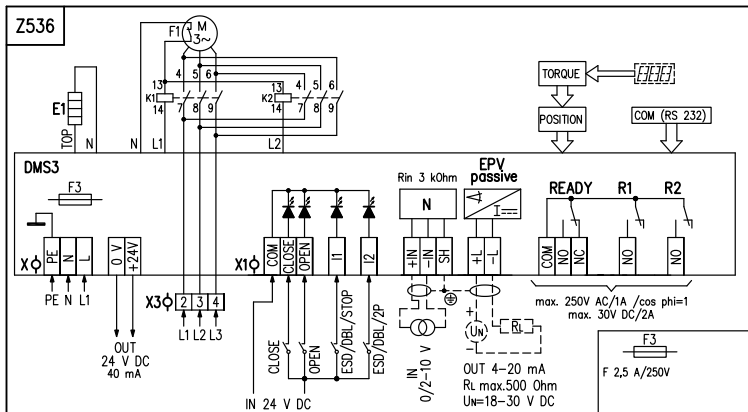 Z536
F1
M
3~
4 5 6
13
K1
14
7 8 9
13
K2
14
4 5 6
7 8 9
E1
TOP
N
N
L1
L2
TORQUE
POSITION
COM (RS 232)
DMS3
F3
Rin 3 kOhm
N
EPV
passive
I
READY R1 R2
X
PE
N
L
0 V
+24V
X1
COM
CLOSE
OPEN
I1
I2
+IN
-IN
SH
+L
-L
COM
NO
NC
NO
NO
PE N L1
X3
2 3 4
L1 L2 L3
OUT
24 V DC
40 mA
CLOSE
OPEN
ESD/DBL/STOP
ESD/DBL/2P
IN 24 V DC
IN
0/2-10 V
+
UN
-
RL
OUT 4-20 mA
RL max.500 Ohm
UN=18-30 V DC
max. 250V AC/1A /cos phi=1
max. 30V DC/2A
F3
F 2,5 A/250V